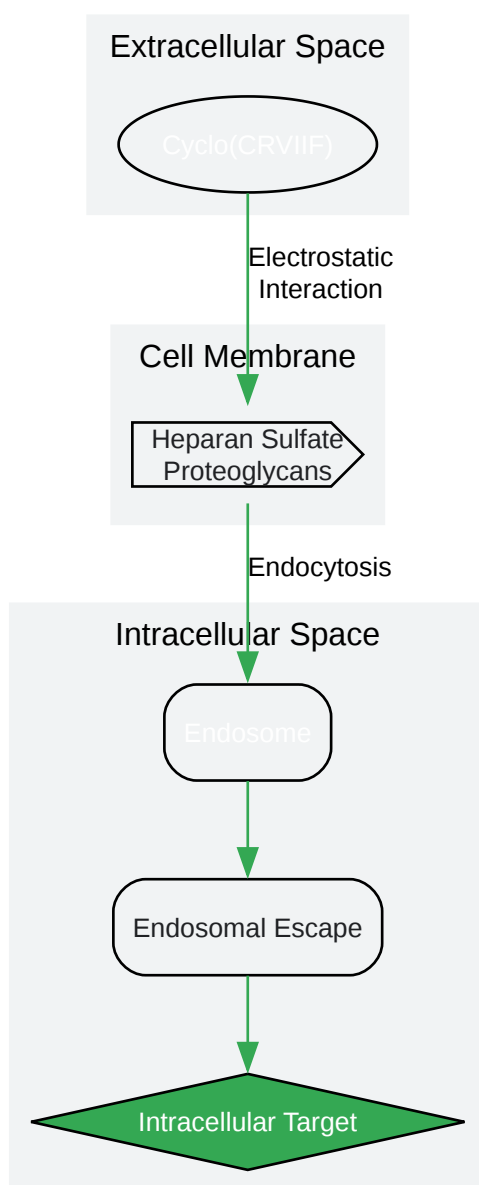 Extracellular Space
Cyclo(CRVIIF)
Electrostatic
Interaction
Cell Membrane
Heparan Sulfate
Proteoglycans
Endocytosis
Intracellular Space
Endosome
Endosomal Escape
Intracellular Target